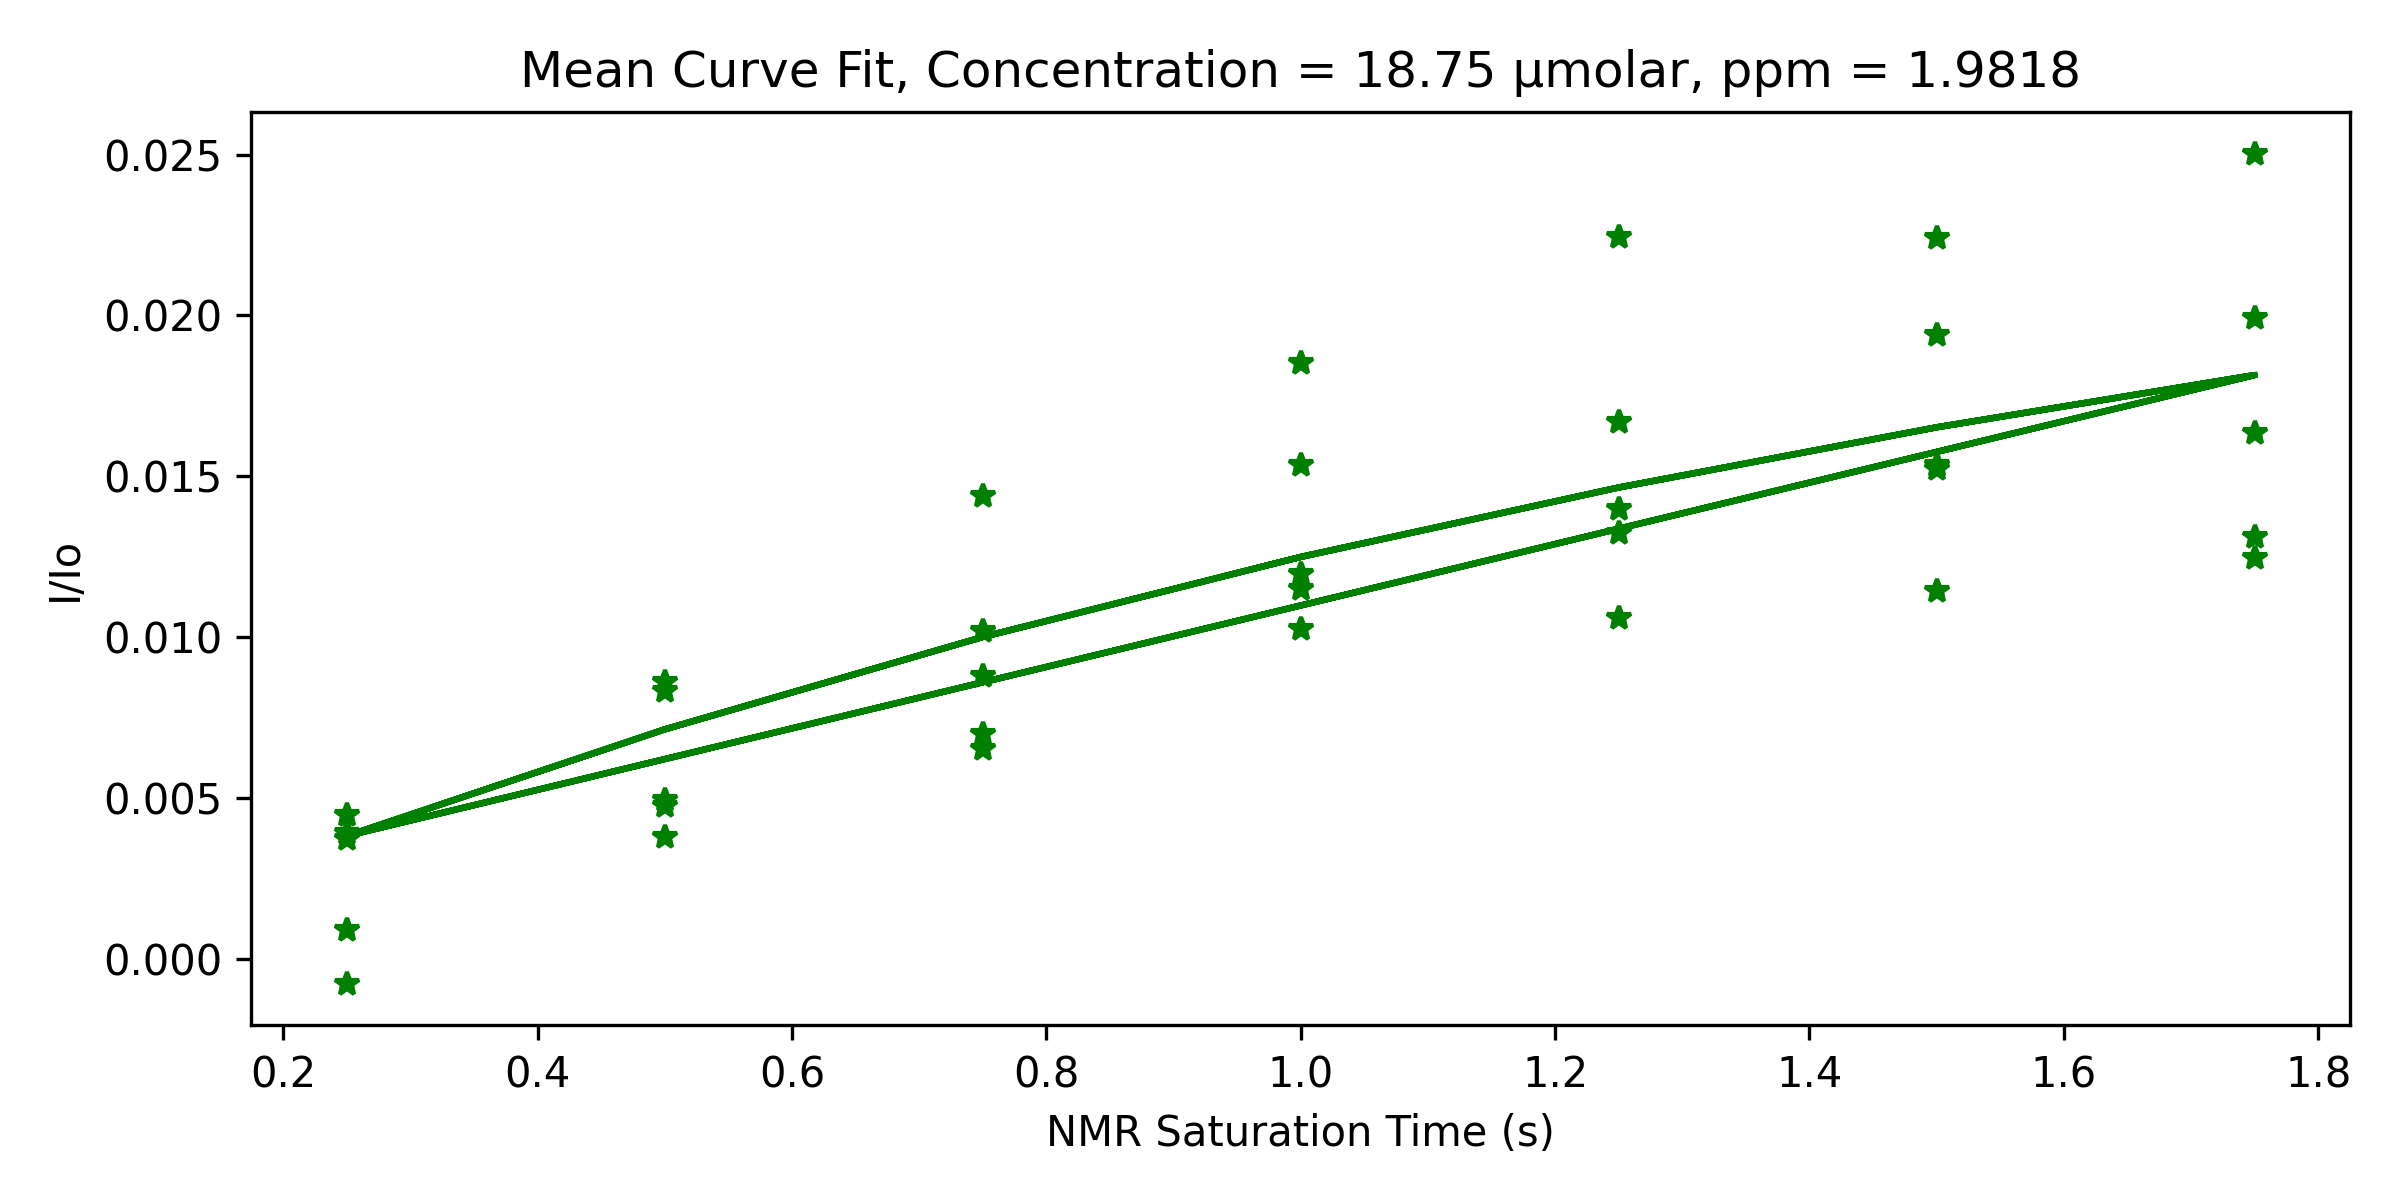 Mean Curve Fit, Concentration = 18.75 µmolar, ppm = 1.9818
0.025
0.020
0.015
0.010
0.005
0.000
I/Io
0.2 0.4 0.6 0.8 1.0 1.2 1.4 1.6 1.8
NMR Saturation Time (s)